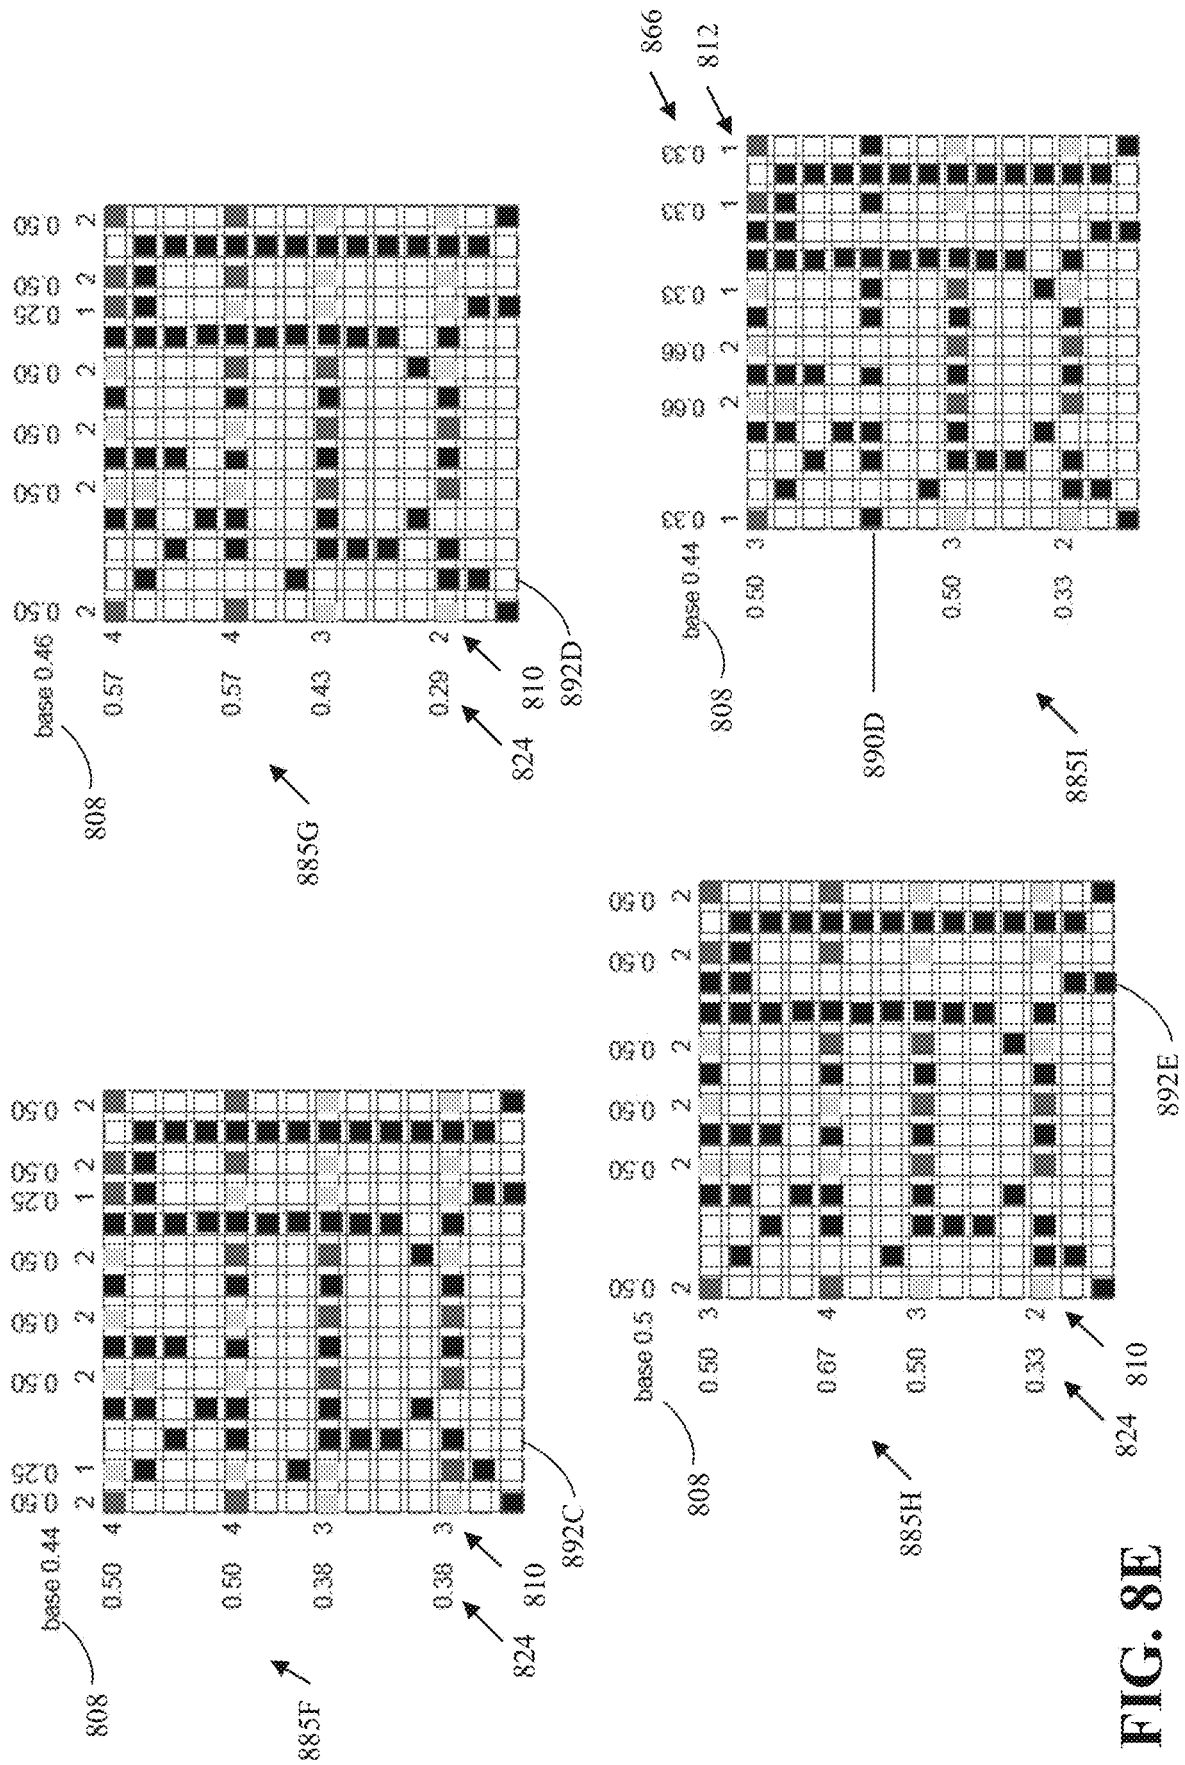 0.50 0.25 0.50 0.50 0.50 0.50 0.25 0.50 0.50
2 1 2 2 2 2 1 2 2
base 0.44
808
0.50 4
0.50 4
0.38 3
0.38 3
824
810
892C
885F
0.50 0.50 0.50 0.50 0.25 0.50 0.50
2 2 2 2 1 2 2
base 0.46
808
0.57 4
0.57 4
0.43 3
0.29 2
824
810
892D
885G
0.50 0.50 0.50 0.50 0.50 0.50
2 2 2 2 2 2
base 0.5
808
0.50 3
0.67 4
0.50 3
0.33 2
824
810
892E
885H
866
812
0.33 0.66 0.66 0.33 0.33 0.33
1 2 2 1 1 1
base 0.44
808
0.50 3
0.50 3
0.33 2
890D
885I
FIG. 8E